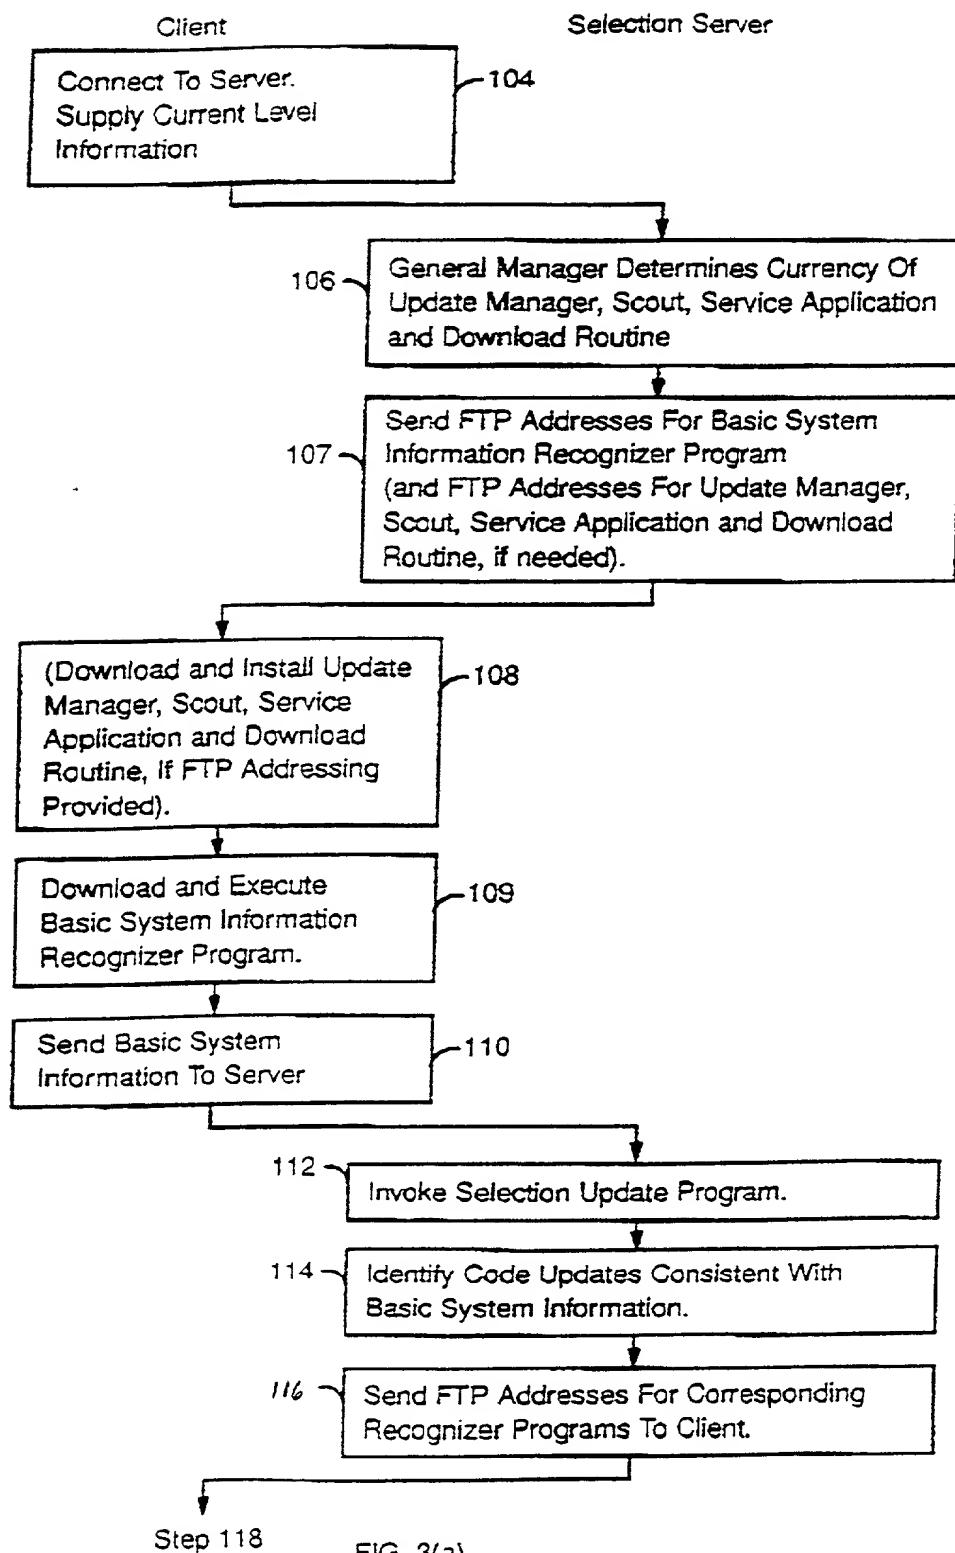 Client
Selection Server
Connect To Server.
Supply Current Level
Information
104
106
General Manager Determines Currency Of
Update Manager, Scout, Service Application
and Download Routine
107
Send FTP Addresses For Basic System
Information Recognizer Program
(and FTP Addresses For Update Manager,
Scout, Service Application and Download
Routine, if needed).
(Download and Install Update
Manager, Scout, Service
Application and Download
Routine, If FTP Addressing
Provided).
108
Download and Execute
Basic System Information
Recognizer Program.
109
Send Basic System
Information To Server
110
112
Invoke Selection Update Program.
114
Identify Code Updates Consistent With
Basic System Information.
116
Send FTP Addresses For Corresponding
Recognizer Programs To Client.
Step 118
FIG. 3(a)